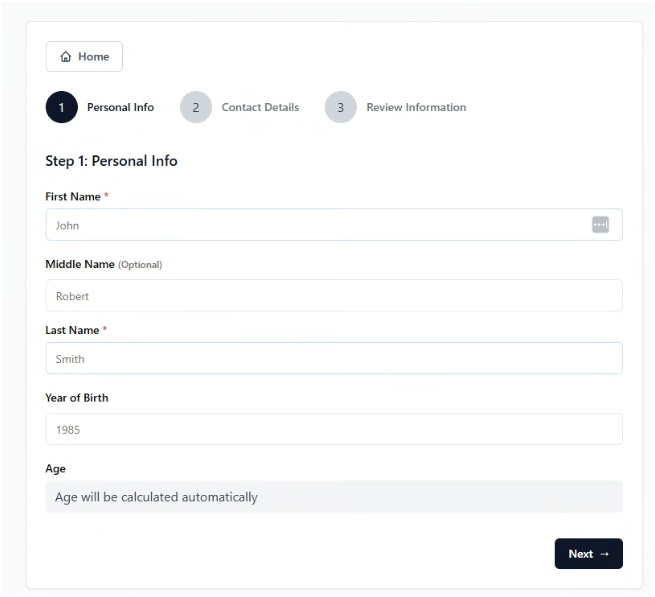 Home
1 Personal Info 2 Contact Details 3 Review Information
Step 1: Personal Info
First Name *
John
Middle Name (Optional)
Robert
Last Name *
Smith
Year of Birth
1985
Age
Age will be calculated automatically
Next →